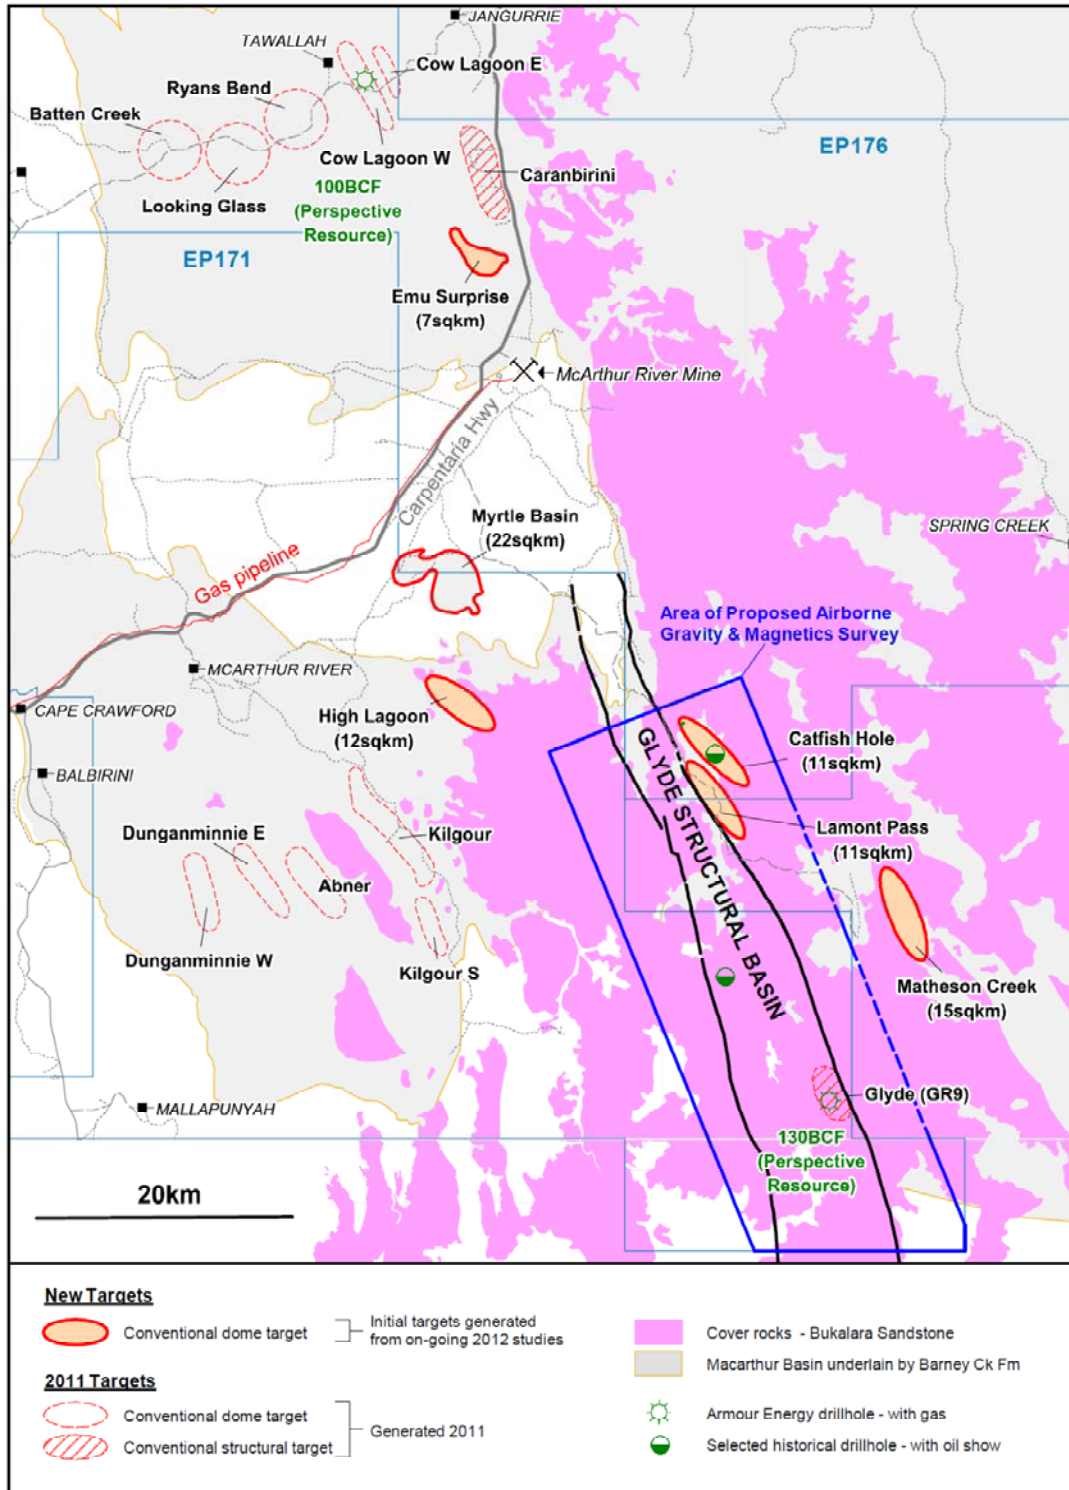 JANGURRIE
TAWALLAH
Cow Lagoon E
Ryans Bend
Batten Creek
EP176
Cow Lagoon W
Caranbirini
100BCF
(Perspective
Resource)
Looking Glass
EP171
Emu Surprise
(7sqkm)
McArthur River Mine
Carpentaria Hwy
Myrtle Basin
(22sqkm)
SPRING CREEK
Gas pipeline
Area of Proposed Airborne
Gravity & Magnetics Survey
MCARTHUR RIVER
CAPE CRAWFORD
High Lagoon
(12sqkm)
GLYDE STRUCTURAL BASIN
Catfish Hole
(11sqkm)
BALBIRINI
Dunganminnie E
Kilgour
Lamont Pass
(11sqkm)
Abner
Dunganminnie W
Kilgour S
Matheson Creek
(15sqkm)
Glyde (GR9)
MALLAPUNYAH
130BCF
(Perspective
Resource)
20km
New Targets
Conventional dome target
Initial targets generated
from on-going 2012 studies
2011 Targets
Conventional dome target
Conventional structural target
Generated 2011
Cover rocks - Bukalara Sandstone
Macarthur Basin underlain by Barney Ck Fm
Armour Energy drillhole - with gas
Selected historical drillhole - with oil show